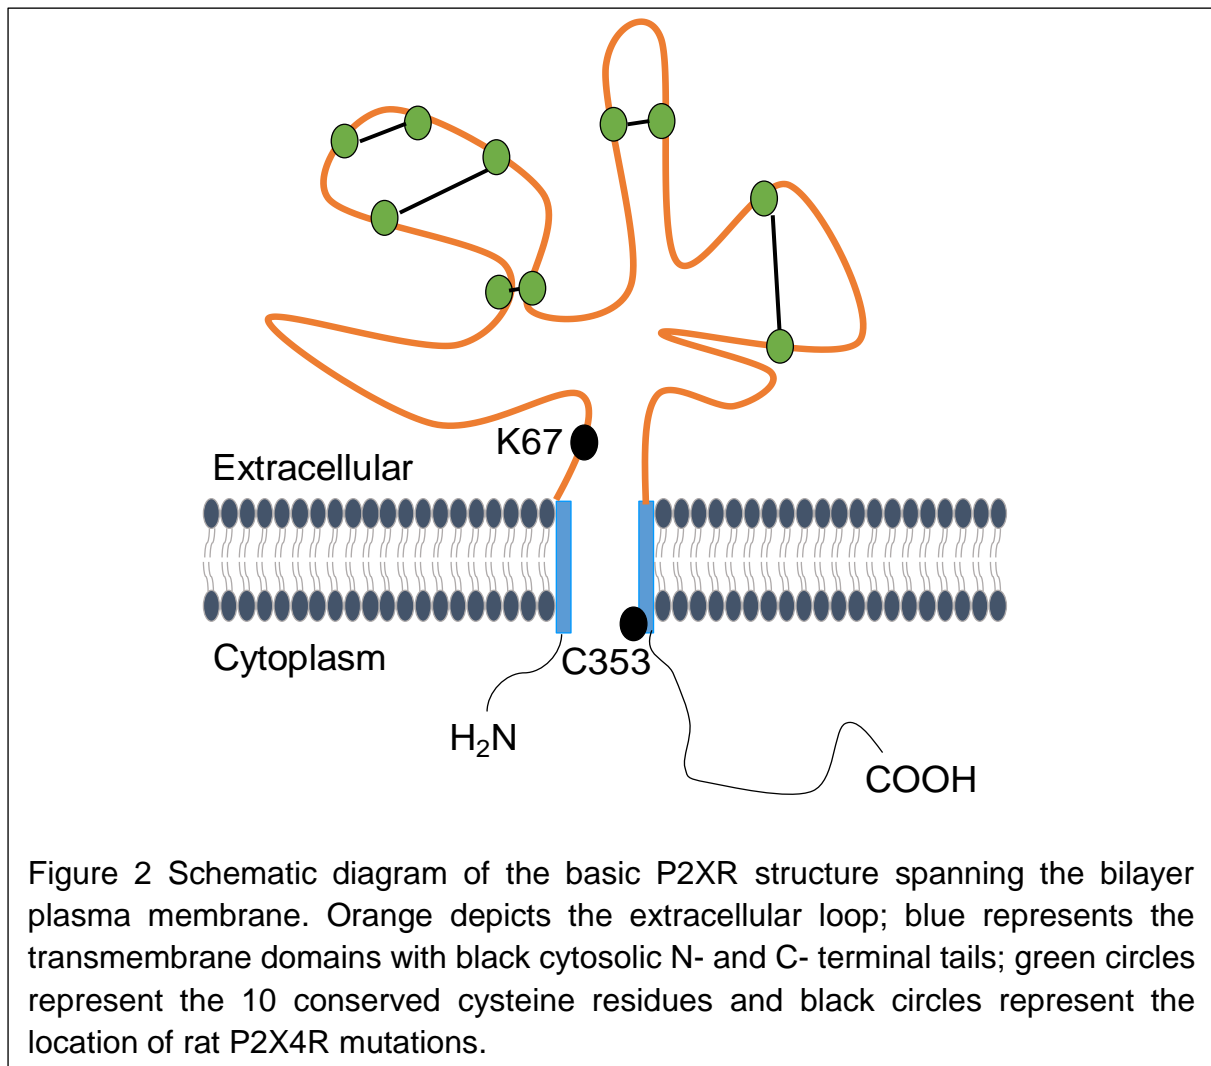 K67
Extracellular
Cytoplasm
C353
H₂N
COOH
Figure 2 Schematic diagram of the basic P2XR structure spanning the bilayer
plasma membrane. Orange depicts the extracellular loop; blue represents the
transmembrane domains with black cytosolic N- and C- terminal tails; green circles
represent the 10 conserved cysteine residues and black circles represent the
location of rat P2X4R mutations.